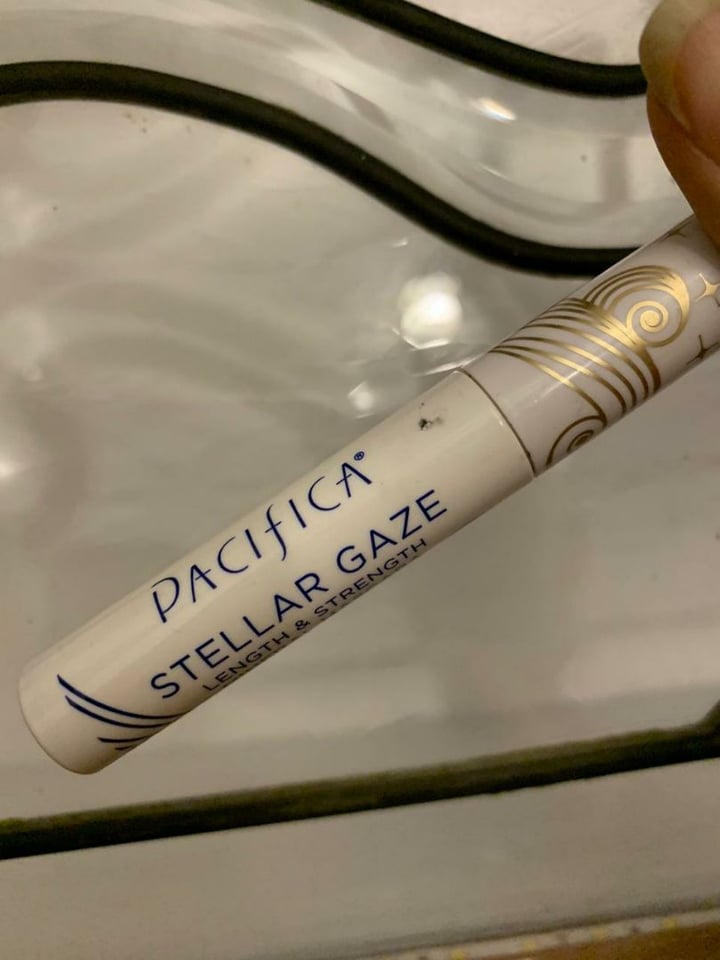 PACIFICA®
STELLAR GAZE
LENGTH & STRENGTH